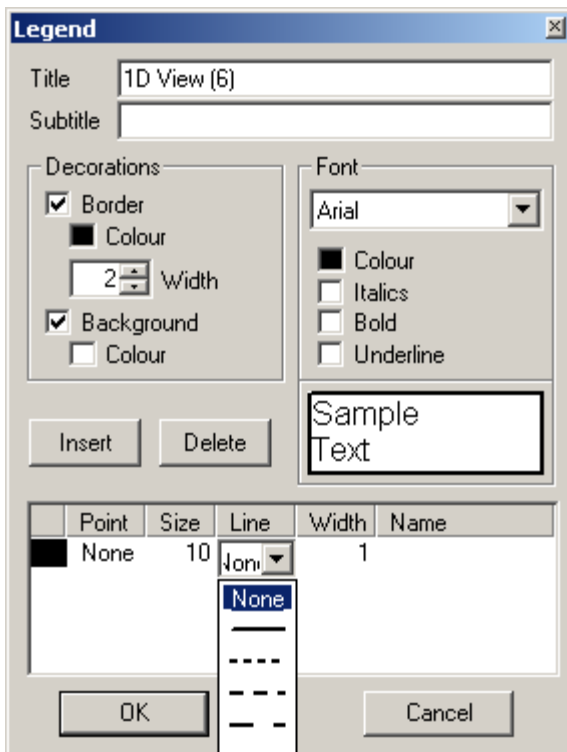 Legend
Title 1D View (6)
Subtitle
Decorations
Border
Colour
2 Width
Background
Colour
Font
Arial
Colour
Italics
Bold
Underline
Sample
Text
Insert Delete
Point Size Line Width Name
None 10 None 1
None
OK Cancel